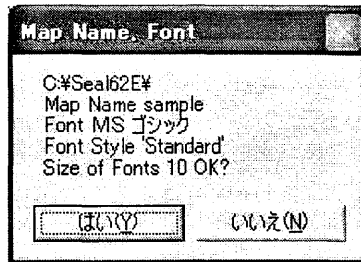 Map Name, Font
C:¥Seal62E¥
Map Name sample
Font MS ゴシック
Font Style 'Standard'
Size of Fonts 10 OK?
はい(Y)
いいえ(N)